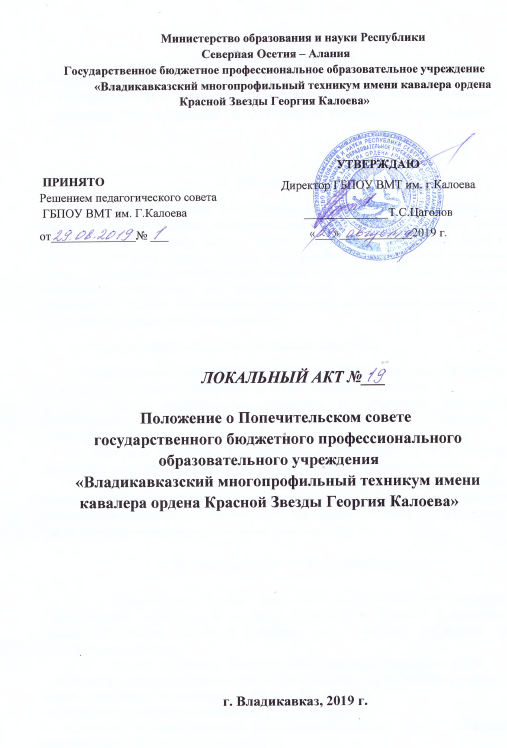 Министерство образования и науки Республики
Северная Осетия – Алания
Государственное бюджетное профессиональное образовательное учреждение
«Владикавказский многопрофильный техникум имени кавалера ордена
Красной Звезды Георгия Калоева»
УТВЕРЖДАЮ
ПРИНЯТО
Директор ГБПОУ ВМТ им. г.Калоева
Решением педагогического совета
ГБПОУ ВМТ им. Г.Калоева
Т.С.Цаголов
от 29.08.2019 № 1
« » августа 2019 г.
ЛОКАЛЬНЫЙ АКТ № 19
Положение о Попечительском совете
государственного бюджетного профессионального
образовательного учреждения
«Владикавказский многопрофильный техникум имени
кавалера ордена Красной Звезды Георгия Калоева»
г. Владикавказ, 2019 г.